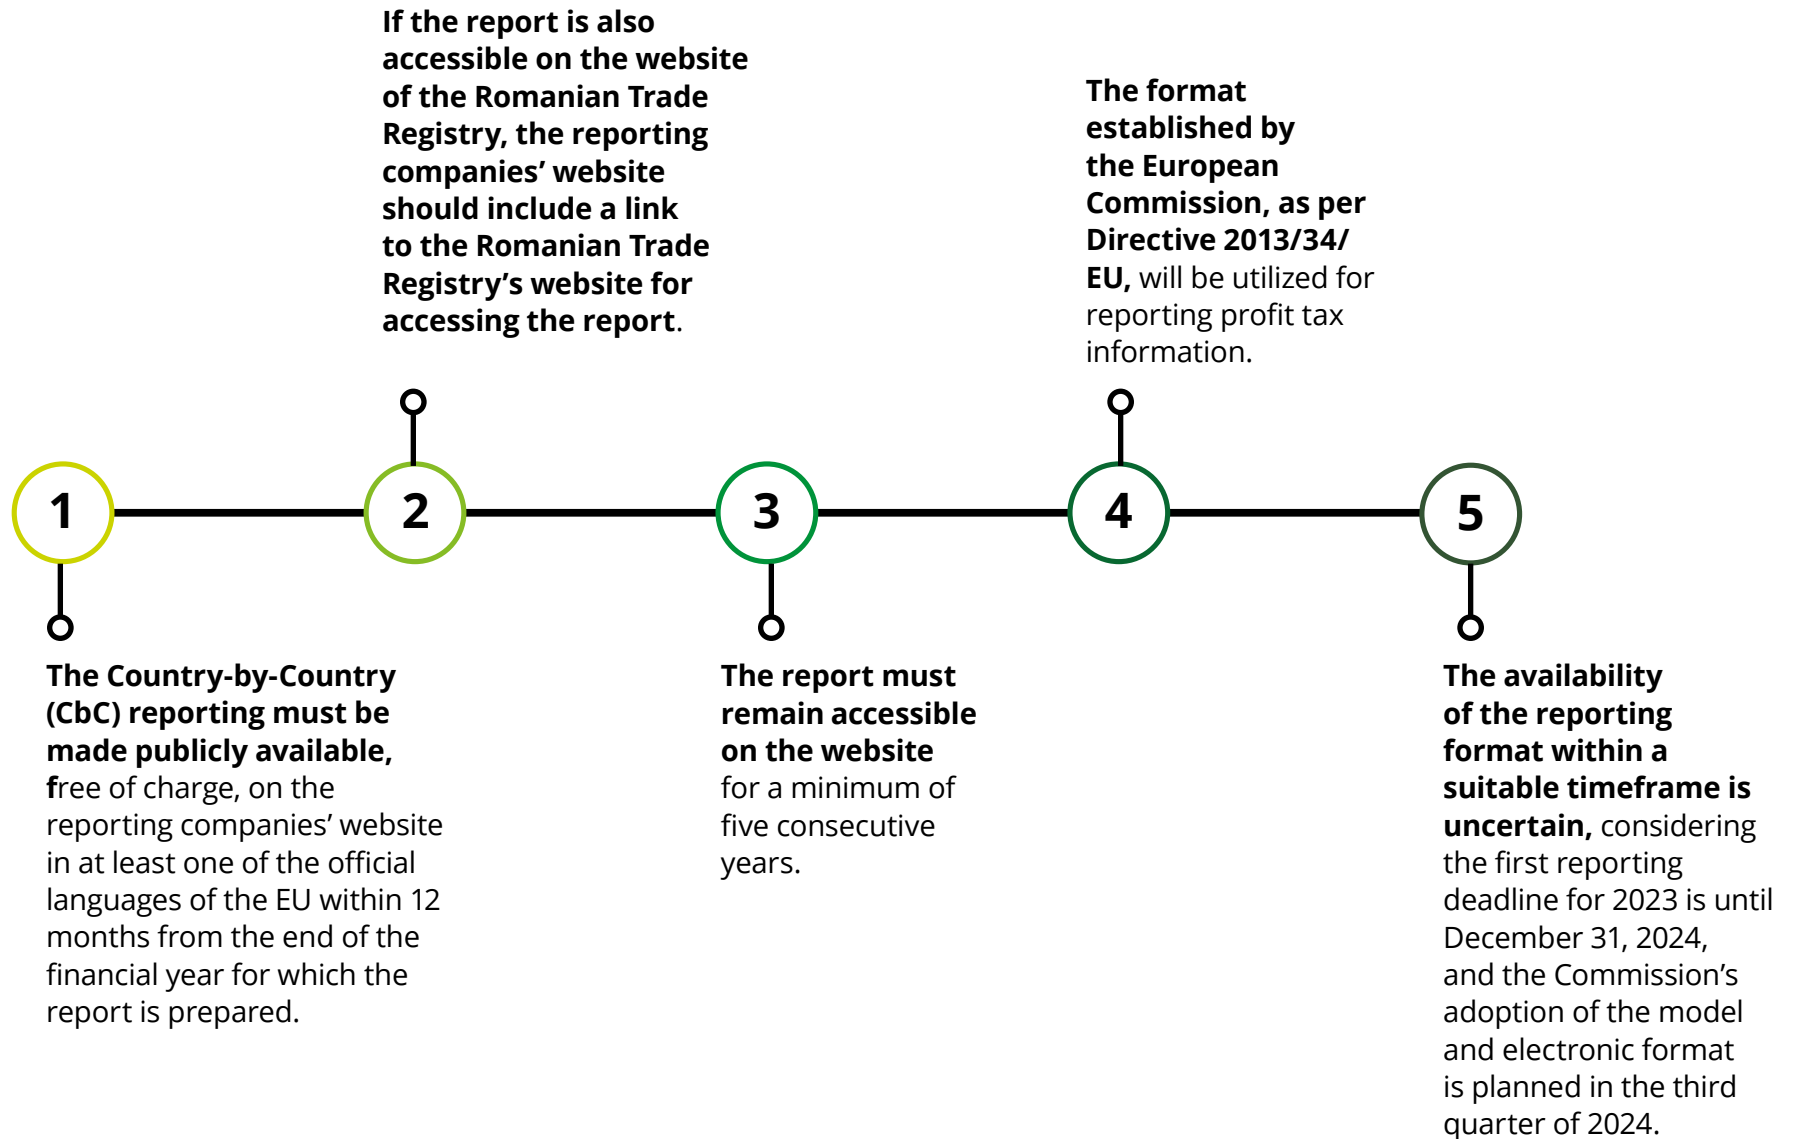 If the report is also
accessible on the website
of the Romanian Trade
Registry, the reporting
companies’ website
should include a link
to the Romanian Trade
Registry’s website for
accessing the report.
The format
established by
the European
Commission, as per
Directive 2013/34/
EU, will be utilized for
reporting profit tax
information.
1
2
3
4
5
The Country-by-Country
(CbC) reporting must be
made publicly available,
free of charge, on the
reporting companies’ website
in at least one of the official
languages of the EU within 12
months from the end of the
financial year for which the
report is prepared.
The report must
remain accessible
on the website
for a minimum of
five consecutive
years.
The availability
of the reporting
format within a
suitable timeframe is
uncertain, considering
the first reporting
deadline for 2023 is until
December 31, 2024,
and the Commission’s
adoption of the model
and electronic format
is planned in the third
quarter of 2024.